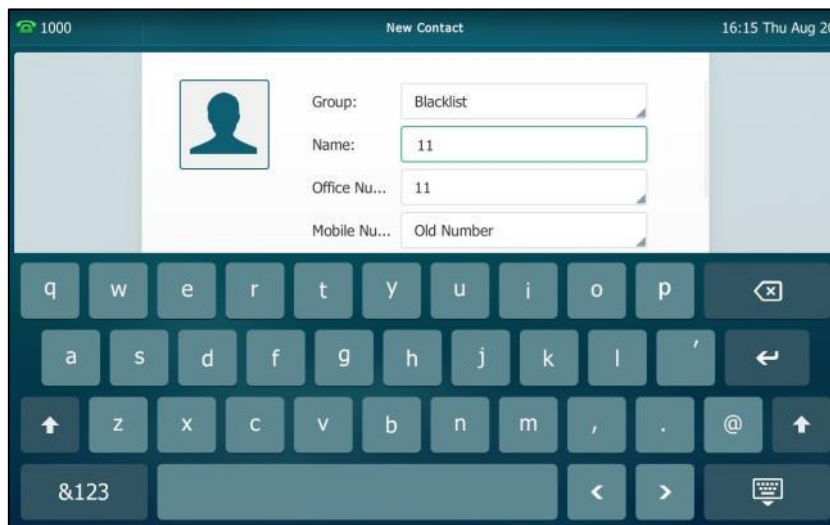 1000 New Contact 16:15 Thu Aug 20
Group: Blacklist
Name: 11
Office Nu... 11
Mobile Nu... Old Number
q w e r t y u i o p
a s d f g h j k l '
z x c v b n m , . @
&123 < >